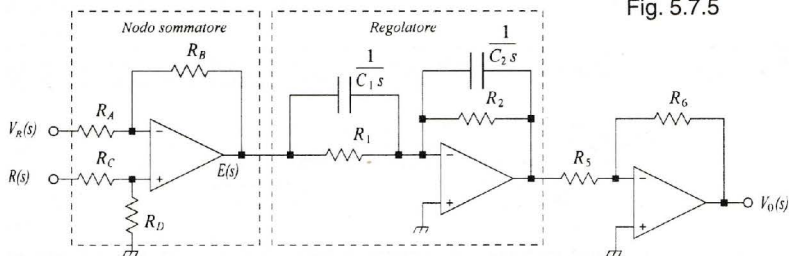 Fig. 5.7.5
Nodo sommatore
Regolatore
R_B
1
C_1 s
1
C_2 s
R_2
R_6
V_R(s)
R_A
R_1
R_5
R(s)
R_C
E(s)
R_D
V_0(s)